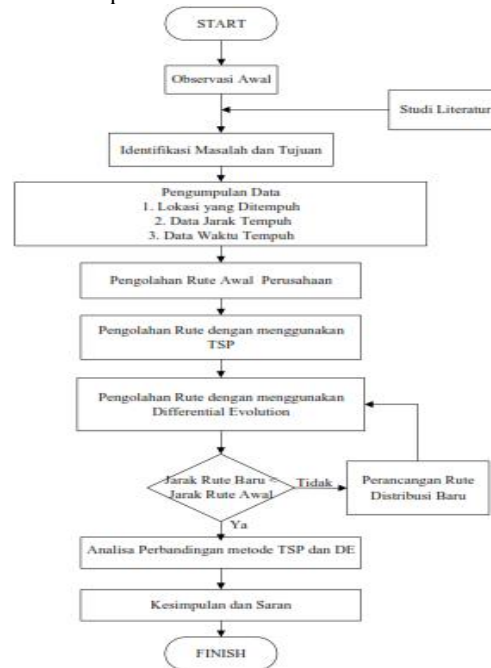 START
Observasi Awal
Studi Literatur
Identifikasi Masalah dan Tujuan
Pengumpulan Data
1. Lokasi yang Ditempuh
2. Data Jarak Tempuh
3. Data Waktu Tempuh
Pengolahan Rute Awal Perusahaan
Pengolahan Rute dengan menggunakan
TSP
Pengolahan Rute dengan menggunakan
Differential Evolution
Jarak Rute Baru <
Jarak Rute Awal
Tidak
Perancangan Rute
Distribusi Baru
Ya
Analisa Perbandingan metode TSP dan DE
Kesimpulan dan Saran
FINISH